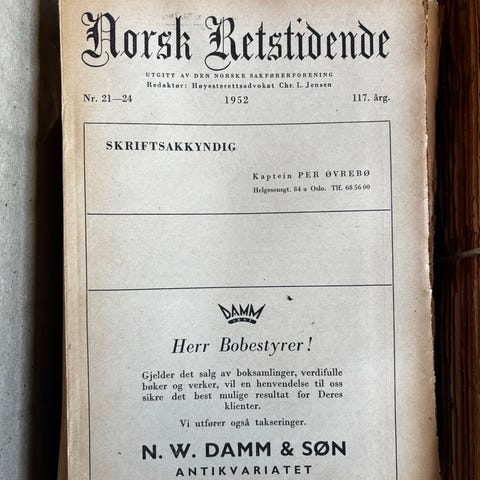 Norsk Retstidende
UTGITT AV DEN NORSKE SAKFØRERFORENING
Redaktør: Høyesterettsadvokat Chr. L. Jensen
Nr. 21—24 1952 117. årg.
SKRIFTSAKKYNDIG
Kaptein PER ØVREBØ
Helgesensgt. 84 a Oslo. Tlf. 68 56 00
DAMM
Herr Bobestyrer!
Gjelder det salg av boksamlinger, verdifulle
bøker og verker, vil en henvendelse til oss
sikre det best mulige resultat for Deres
klienter.
Vi utfører også takseringer.
N. W. DAMM & SØN
ANTIKVARIATET